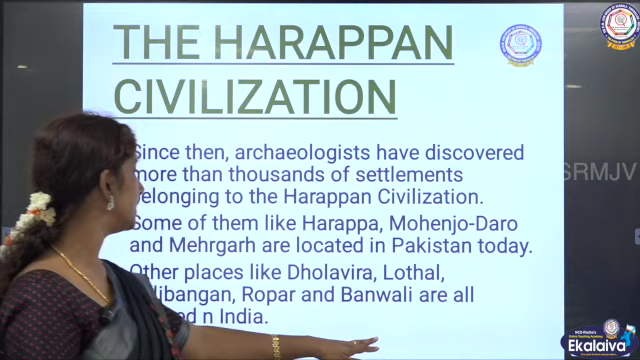 THE HARAPPAN
CIVILIZATION
Since then, archaeologists have discovered
more than thousands of settlements
belonging to the Harappan Civilization.
Some of them like Harappa, Mohenjo-Daro
and Mehrgarh are located in Pakistan today.
Other places like Dholavira, Lothal,
libangan, Ropar and Banwali are all
ed n India.
SRMJV
Ekalaiva